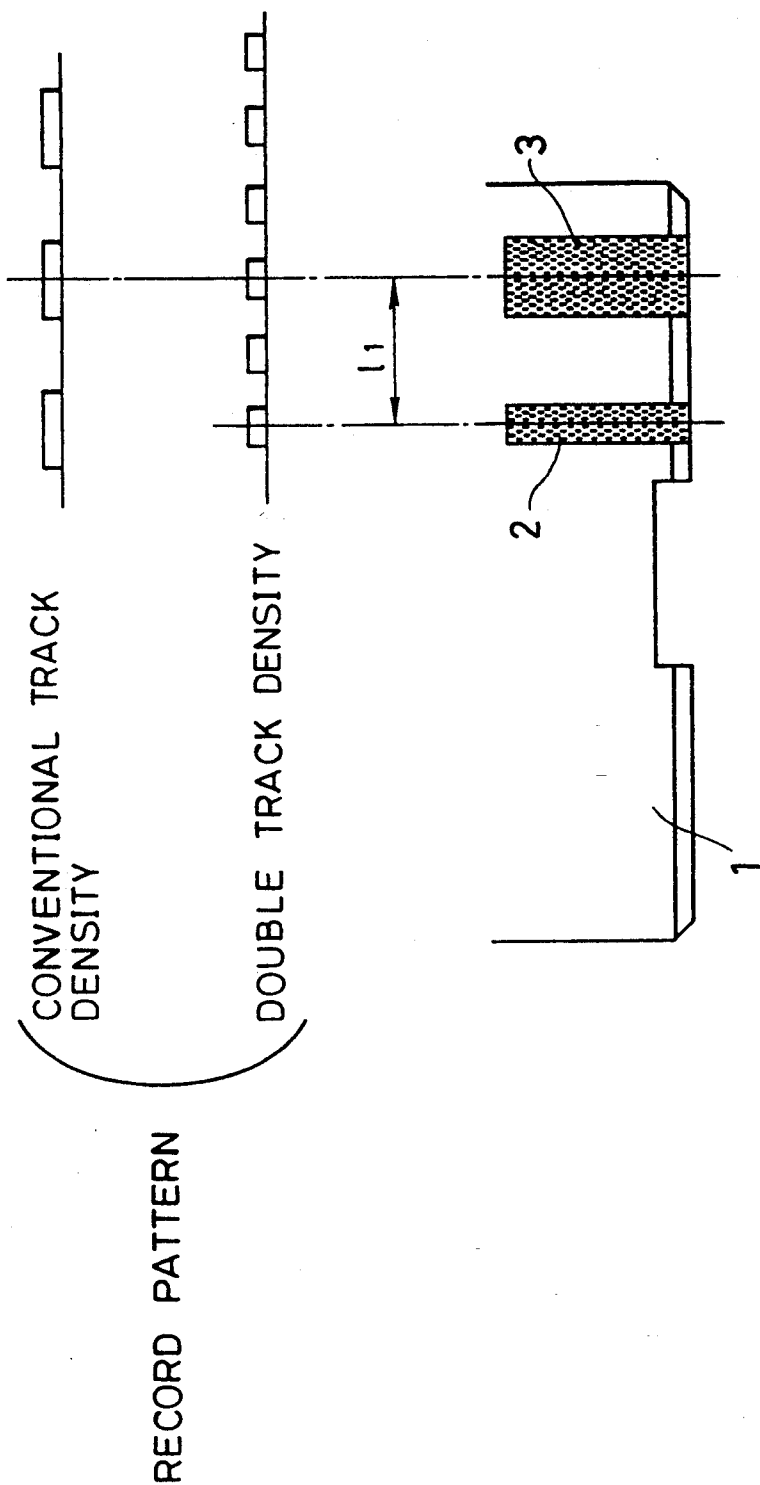 RECORD PATTERN
CONVENTIONAL TRACK
DENSITY
DOUBLE TRACK DENSITY
l1
1
2
3